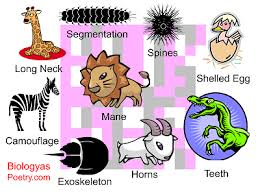 Segmentation
Spines
Long Neck
Shelled Egg
Mane
Camouflage
Biologyas
Poetry.com
Exoskeleton
Horns
Teeth